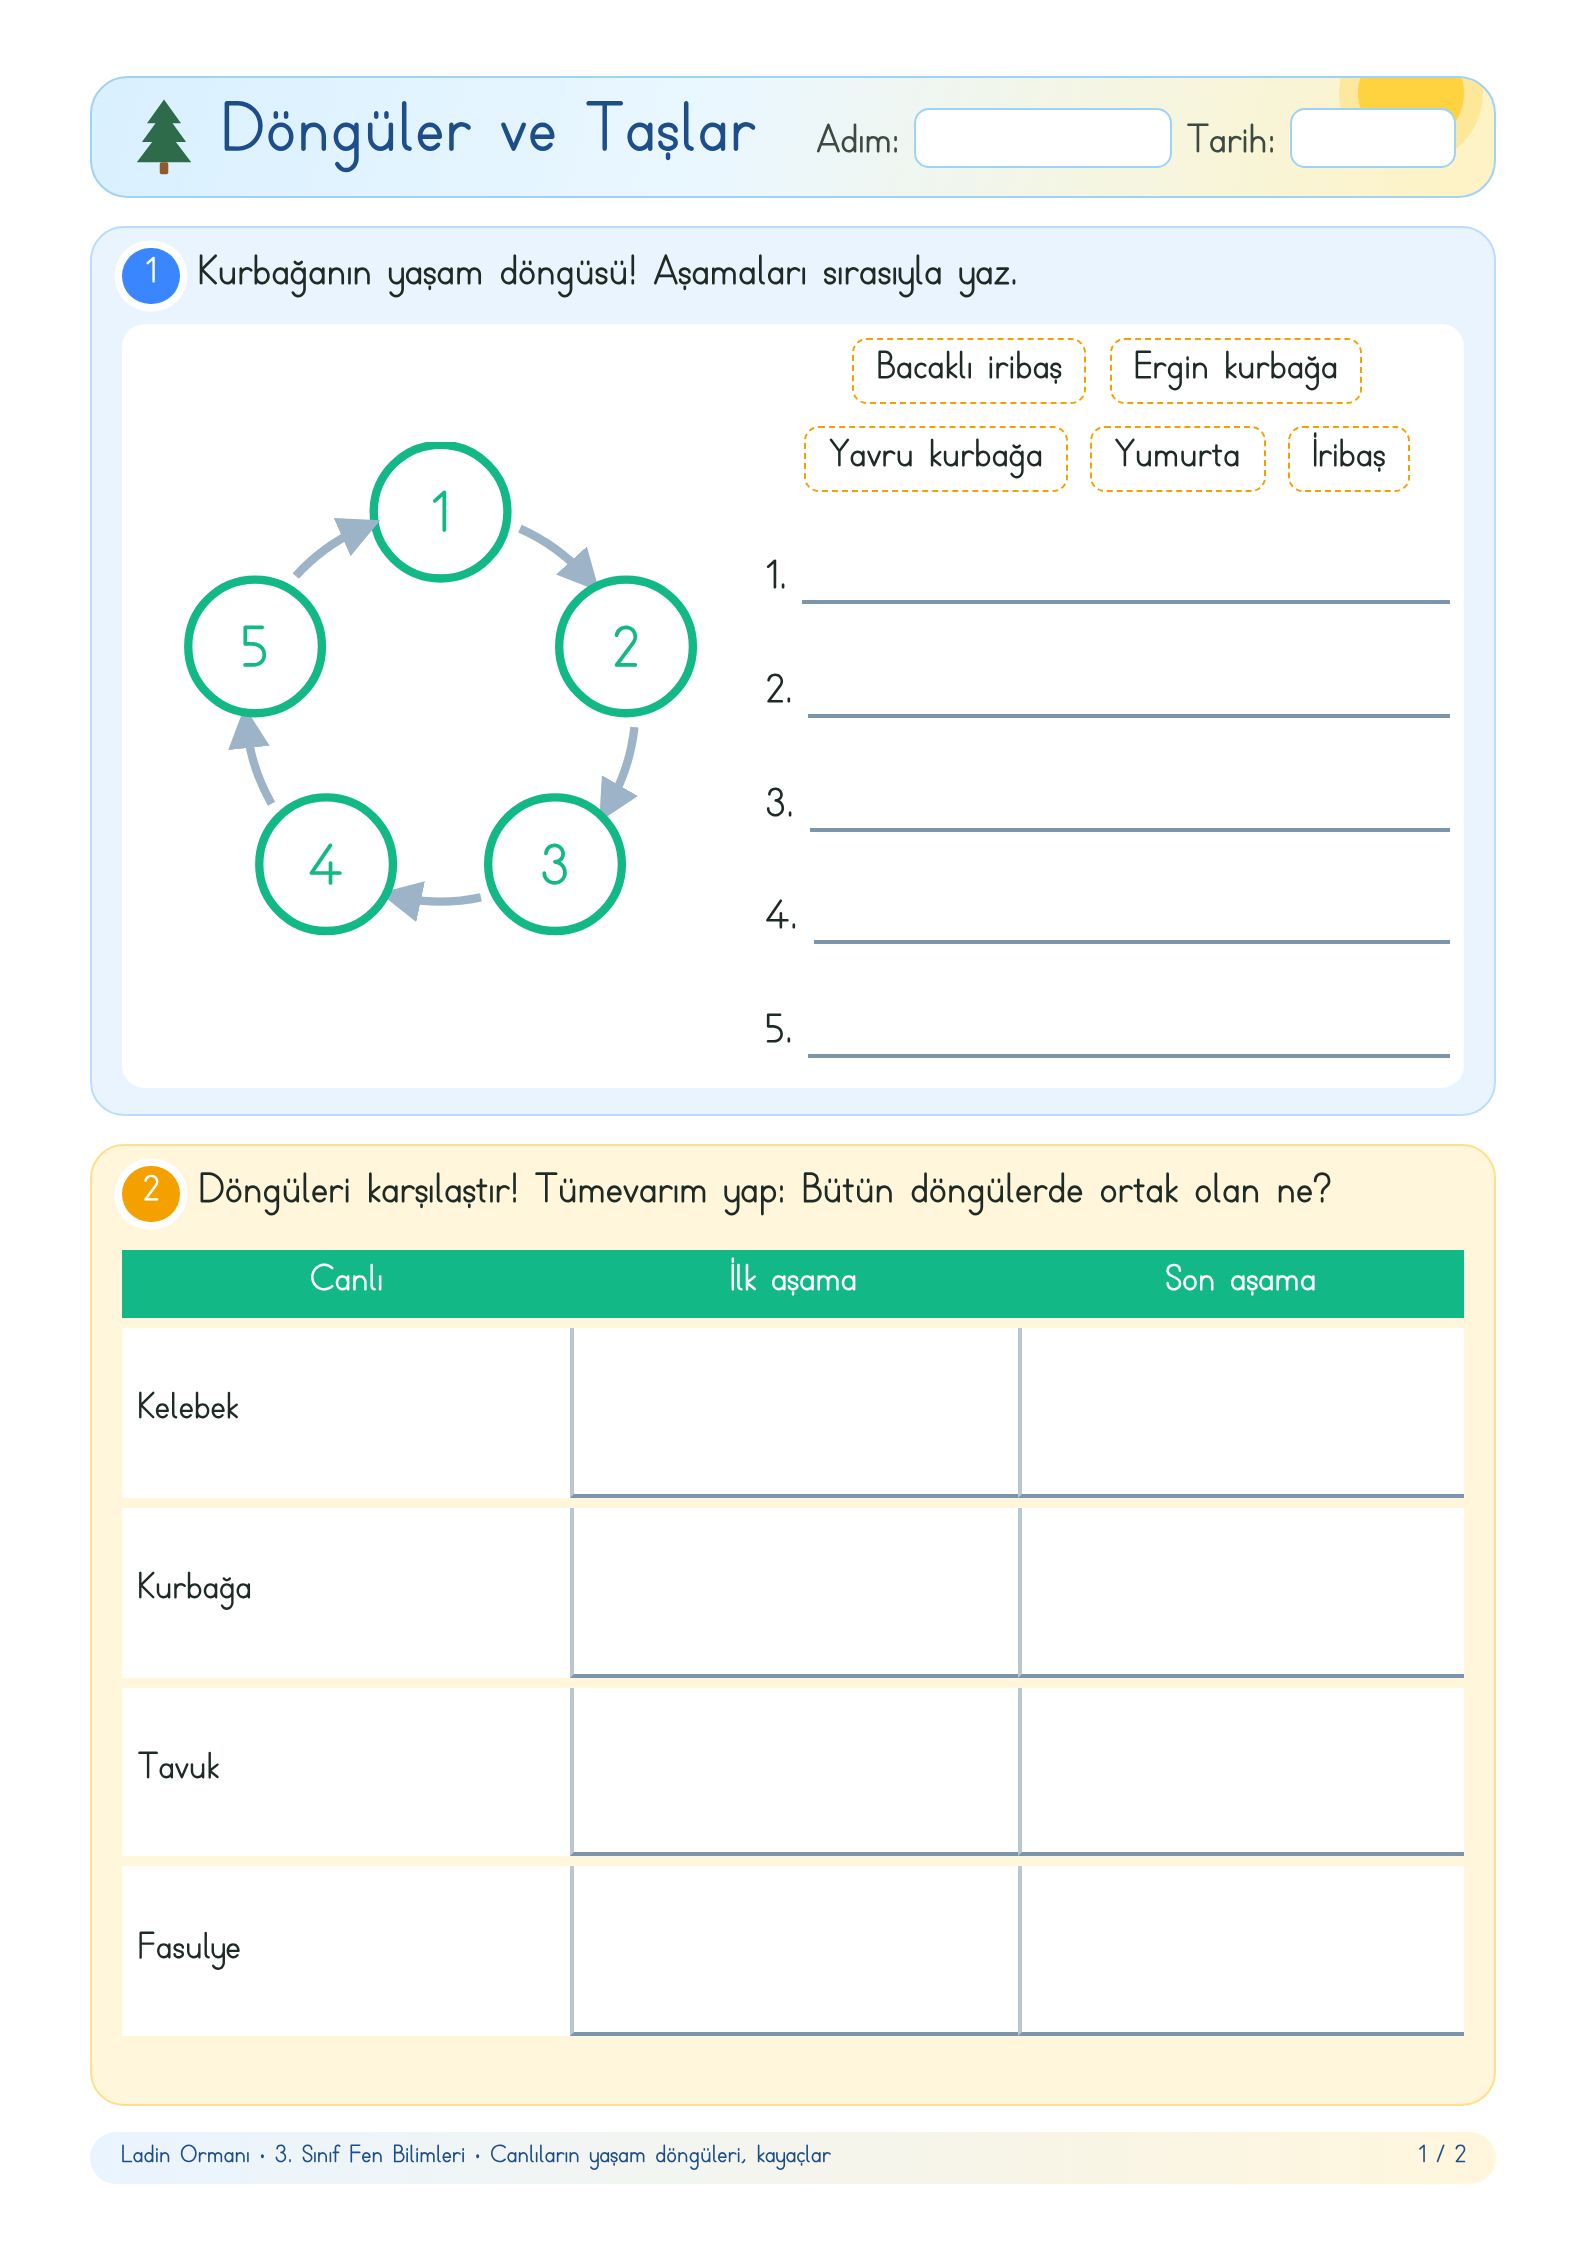 Döngüler ve Taşlar
Adım:
Tarih:
1 Kurbağanın yaşam döngüsü! Aşamaları sırasıyla yaz.
Bacaklı iribaş
Ergin kurbağa
Yavru kurbağa
Yumurta
İribaş
1
2
3
4
5
1.
2.
3.
4.
5.
2 Döngüleri karşılaştır! Tümevarım yap: Bütün döngülerde ortak olan ne?
Canlı İlk aşama Son aşama
Kelebek
Kurbağa
Tavuk
Fasulye
Ladin Ormanı • 3. Sınıf Fen Bilimleri • Canlıların yaşam döngüleri, kayaçlar
1 / 2